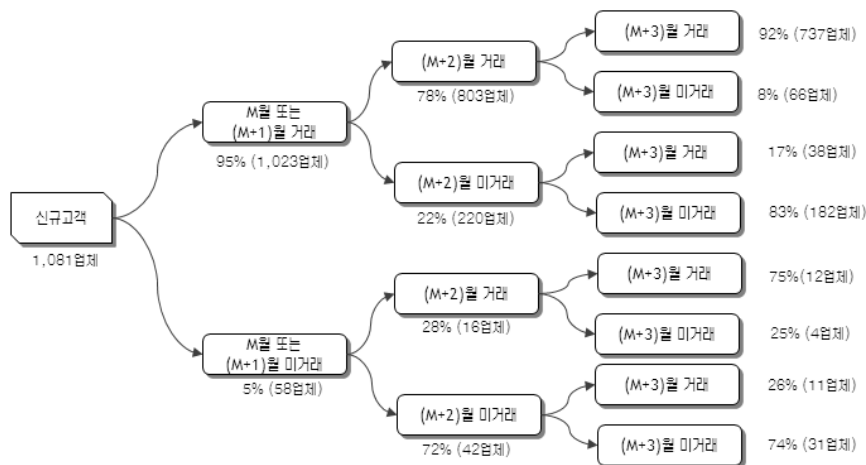 신규고객
1,081업체
M월 또는
(M+1)월 거래
95% (1,023업체)
(M+2)월 거래
78% (803업체)
(M+3)월 거래
92% (737업체)
(M+3)월 미거래
8% (66업체)
(M+2)월 미거래
22% (220업체)
(M+3)월 거래
17% (38업체)
(M+3)월 미거래
83% (182업체)
M월 또는
(M+1)월 미거래
5% (58업체)
(M+2)월 거래
28% (16업체)
(M+3)월 거래
75%(12업체)
(M+3)월 미거래
25% (4업체)
(M+2)월 미거래
72% (42업체)
(M+3)월 거래
26% (11업체)
(M+3)월 미거래
74% (31업체)